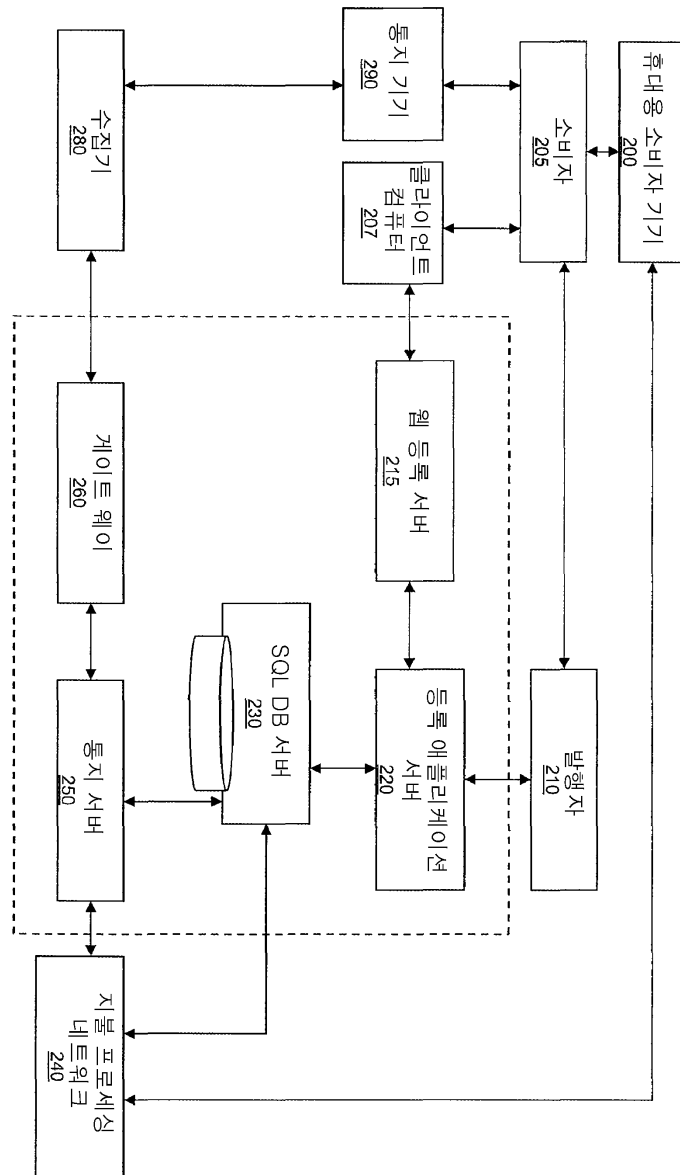 휴대용 소비자 기기
200
소비자
205
발행자
210
통지 기기
290
클라이언트
컴퓨터
207
웹 등록 서버
215
등록 애플리케이션
서버
220
SQL DB 서버
230
수집기
280
게이트 웨이
260
통지 서버
250
지불 프로세싱
네트워크
240